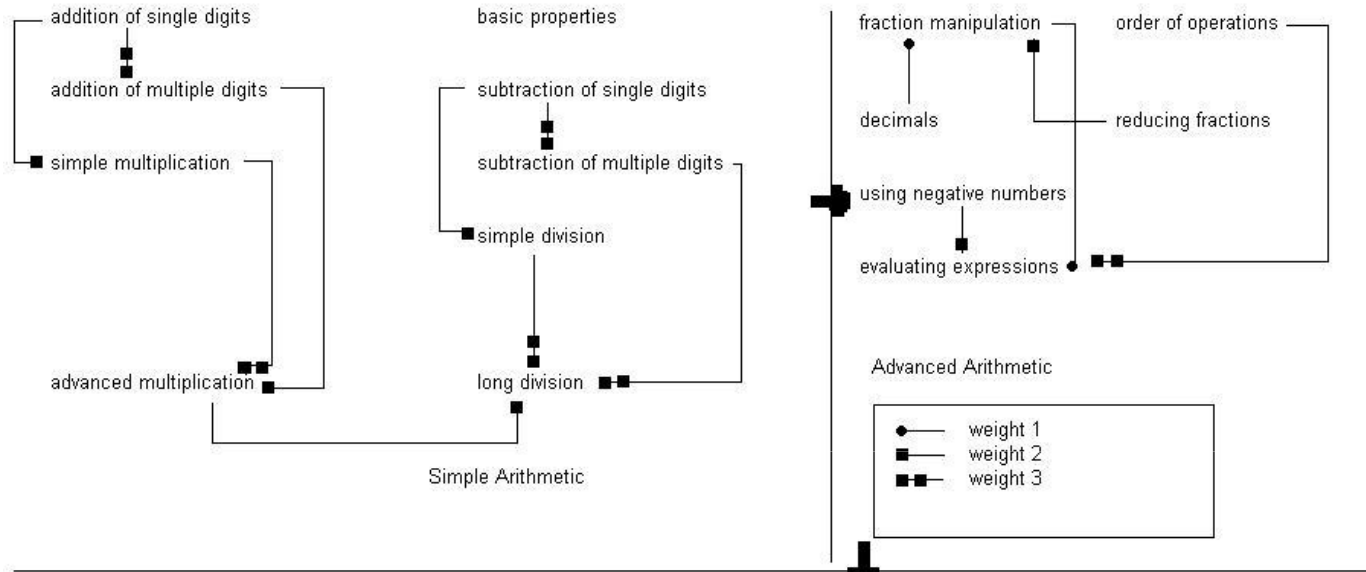 addition of single digits
basic properties
fraction manipulation
order of operations
addition of multiple digits
subtraction of single digits
decimals
reducing fractions
simple multiplication
subtraction of multiple digits
using negative numbers
simple division
evaluating expressions
advanced multiplication
long division
Advanced Arithmetic
Simple Arithmetic
weight 1
weight 2
weight 3